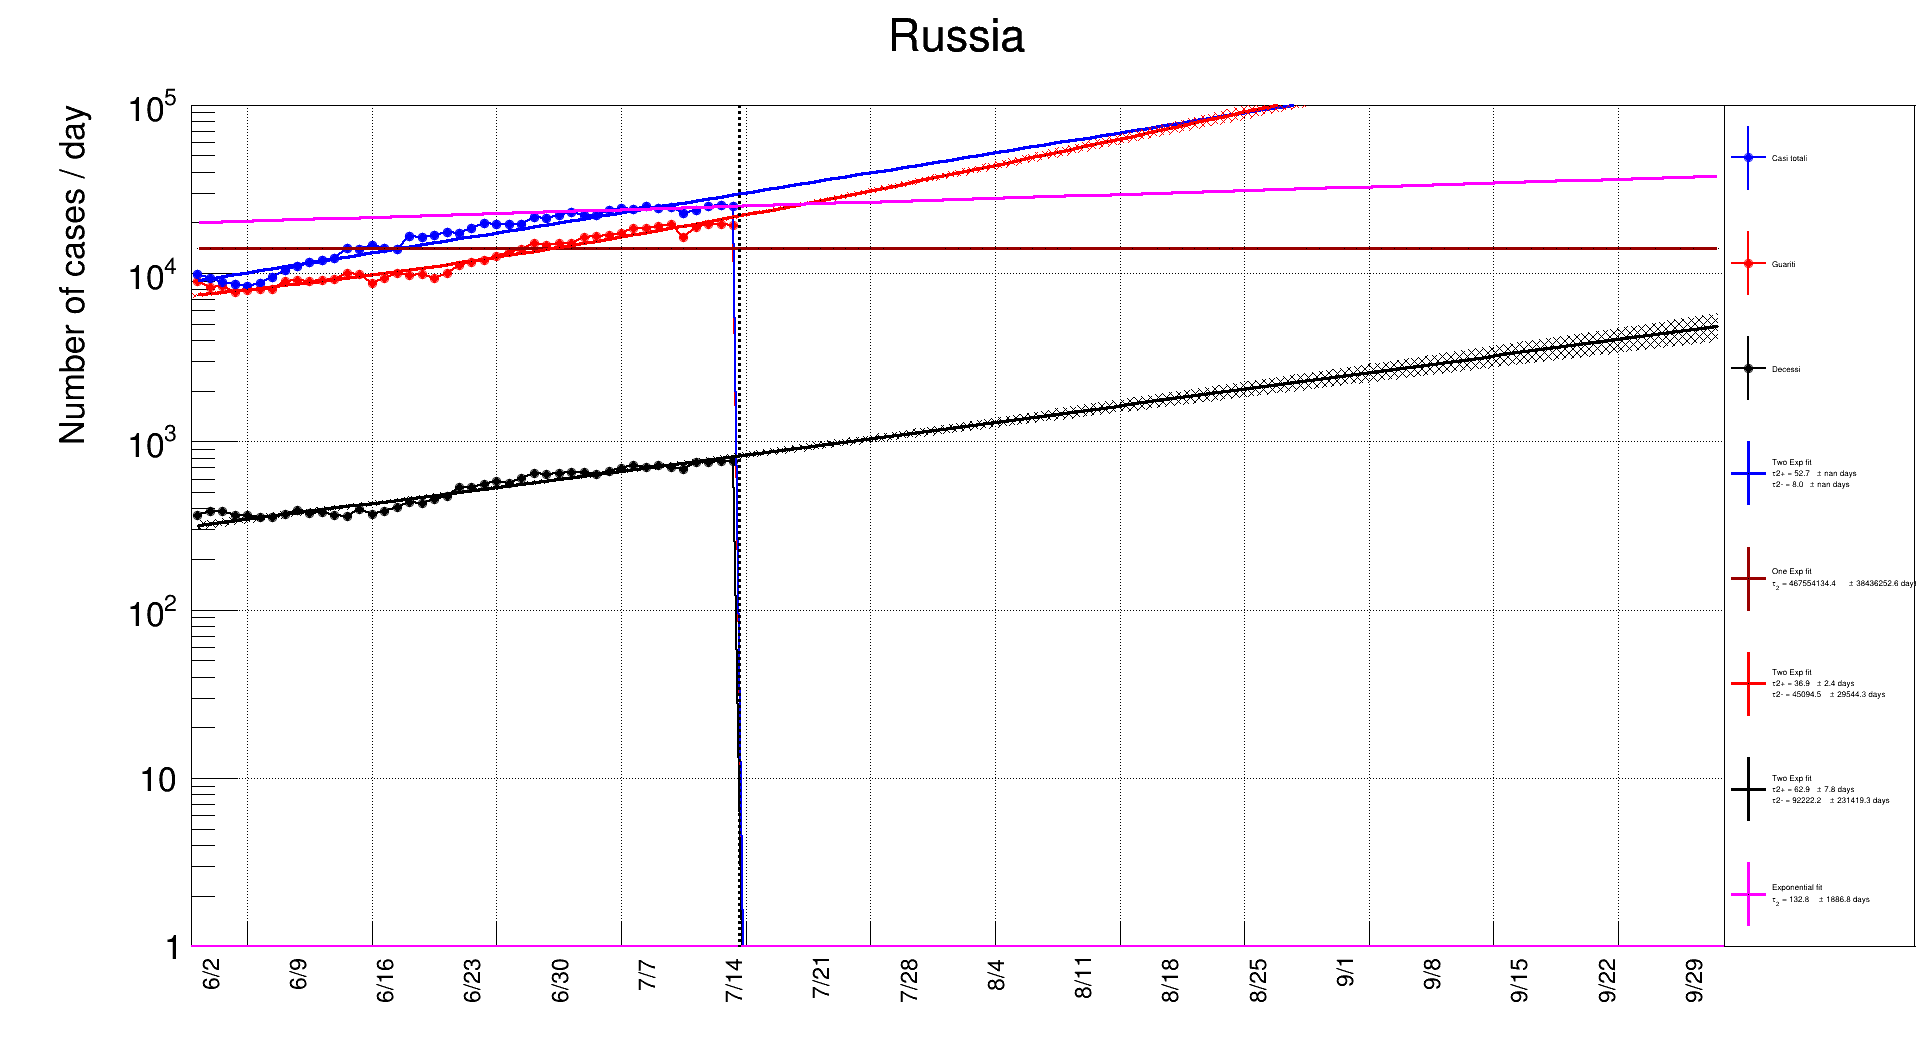 Russia
Number of cases / day
10^5
10^4
10^3
10^2
10
1
6/2 6/9 6/16 6/23 6/30 7/7 7/14 7/21 7/28 8/4 8/11 8/18 8/25 9/1 9/8 9/15 9/22 9/29
Casi totali
Guariti
Decessi
Two Exp fit
τ2+ = 52.7 ± nan days
τ2- = 8.0 ± nan days
One Exp fit
τ_2 = 467554134.4 ± 38436252.6 days
Two Exp fit
τ2+ = 36.9 ± 2.4 days
τ2- = 45094.5 ± 29544.3 days
Two Exp fit
τ2+ = 62.9 ± 7.8 days
τ2- = 92222.2 ± 231419.3 days
Exponential fit
τ_2 = 132.8 ± 1886.8 days